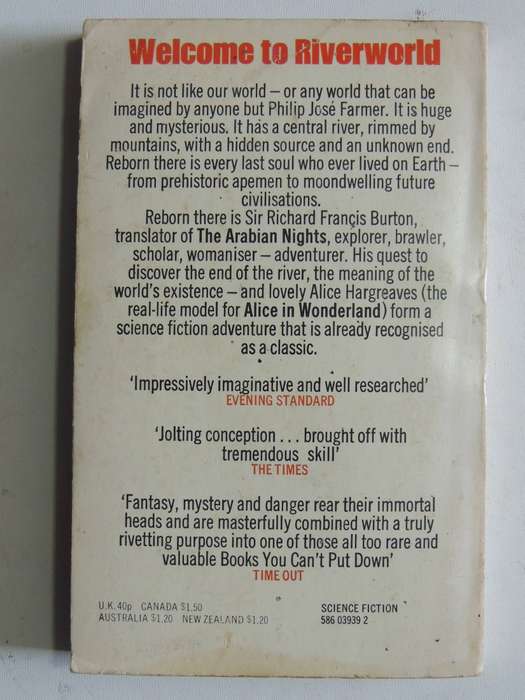 Welcome to Riverworld
It is not like our world – or any world that can be
imagined by anyone but Philip José Farmer. It is huge
and mysterious. It has a central river, rimmed by
mountains, with a hidden source and an unknown end.
Reborn there is every last soul who ever lived on Earth –
from prehistoric apemen to moondwelling future
civilisations.
Reborn there is Sir Richard Francis Burton,
translator of The Arabian Nights, explorer, brawler,
scholar, womaniser – adventurer. His quest to
discover the end of the river, the meaning of the
world's existence – and lovely Alice Hargreaves (the
real-life model for Alice in Wonderland) form a
science fiction adventure that is already recognised
as a classic.
'Impressively imaginative and well researched'
EVENING STANDARD
'Jolting conception ... brought off with
tremendous skill'
THE TIMES
'Fantasy, mystery and danger rear their immortal
heads and are masterfully combined with a truly
rivetting purpose into one of those all too rare and
valuable Books You Can't Put Down'
TIME OUT
U.K. 40p CANADA $1.50
AUSTRALIA $1.20 NEW ZEALAND $1.20
SCIENCE FICTION
586 03939 2